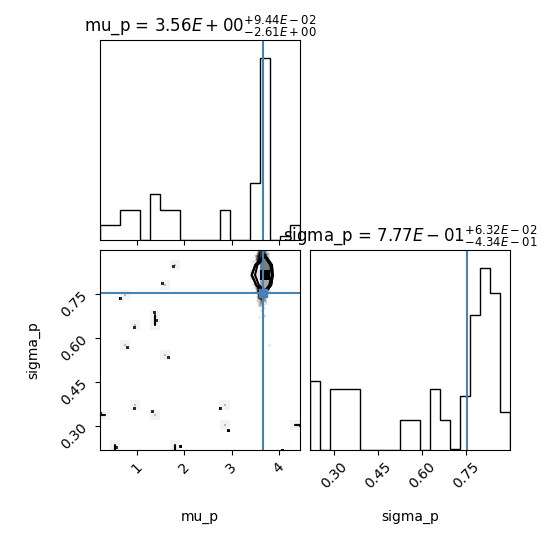 mu_p = 3.56E + 00 +9.44E − 02 −2.61E + 00
sigma_p = 7.77E − 01 +6.32E − 02 −4.34E − 01
0.75
0.60
0.45
0.30
sigma_p
1 2 3 4
0.30 0.45 0.60 0.75
mu_p
sigma_p